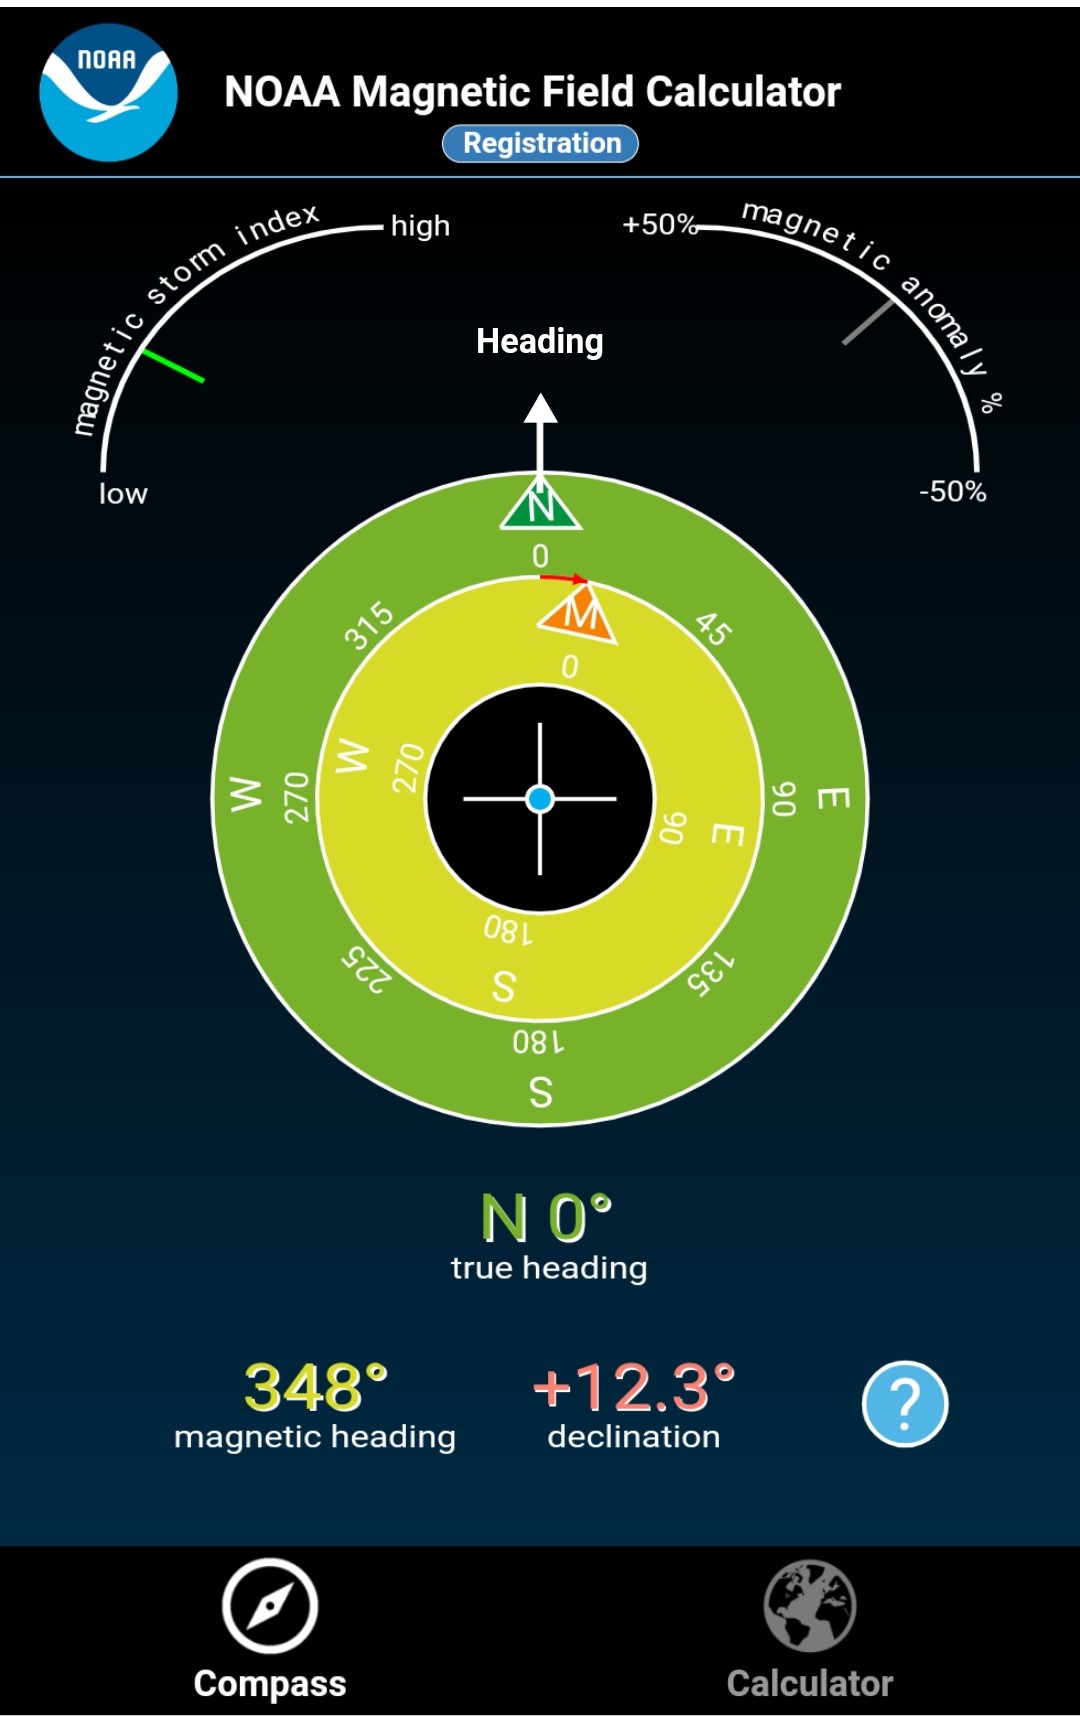 NOAA
NOAA Magnetic Field Calculator
Registration
magnetic storm index
high
low
+50%
magnetic anomaly %
-50%
Heading
N
0
M
0
315
45
W
270
W
270
90
E
90
E
180
S
225
135
180
S
N 0°
true heading
348°
magnetic heading
+12.3°
declination
?
Compass
Calculator